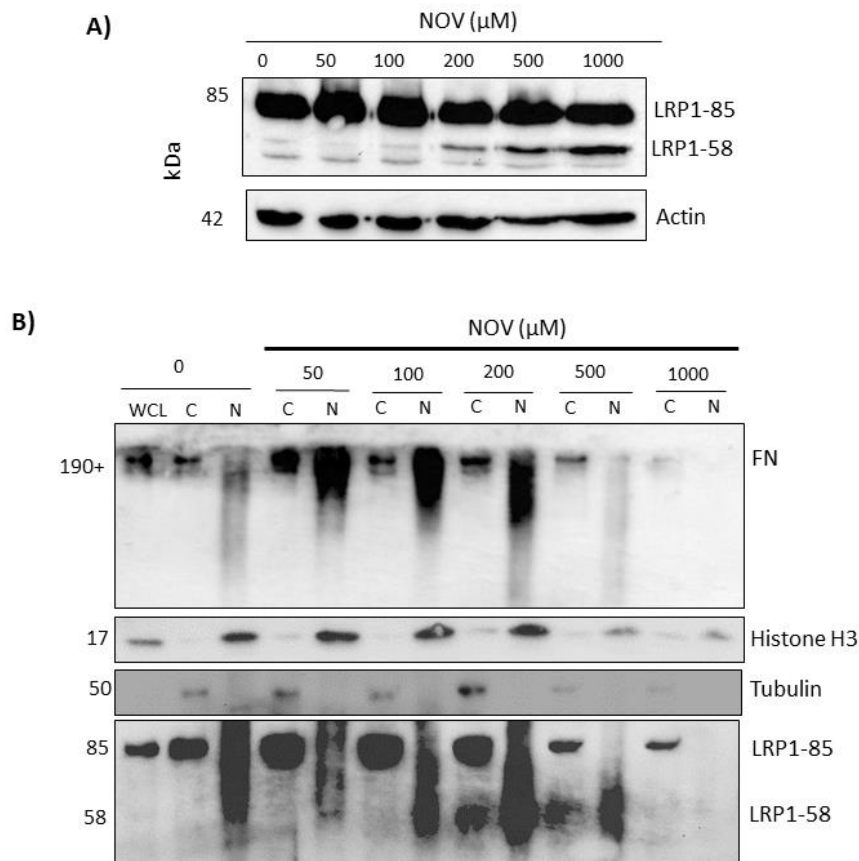 A)
NOV (µM)
0 50 100 200 500 1000
85
LRP1-85
LRP1-58
kDa
42
Actin
B)
NOV (µM)
0 50 100 200 500 1000
WCL C N C N C N C N C N C N
190+
FN
17
Histone H3
50
Tubulin
85
LRP1-85
58
LRP1-58